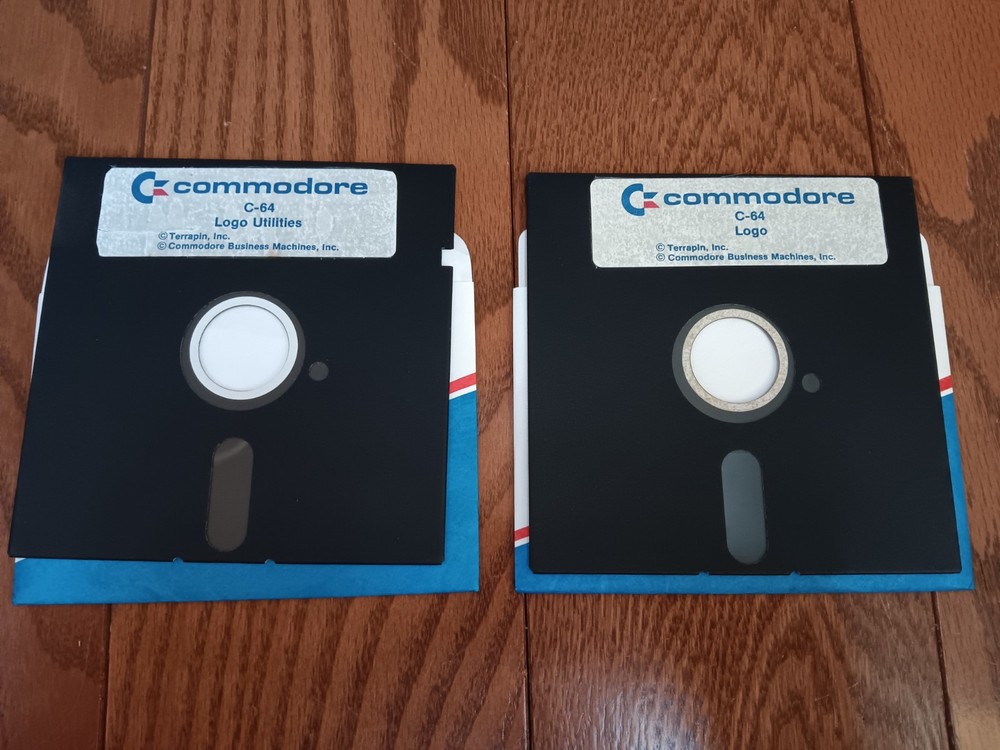 commodore
C-64
Logo Utilities
© Terrapin, Inc.
© Commodore Business Machines, Inc.
commodore
C-64
Logo
© Terrapin, Inc.
© Commodore Business Machines, Inc.